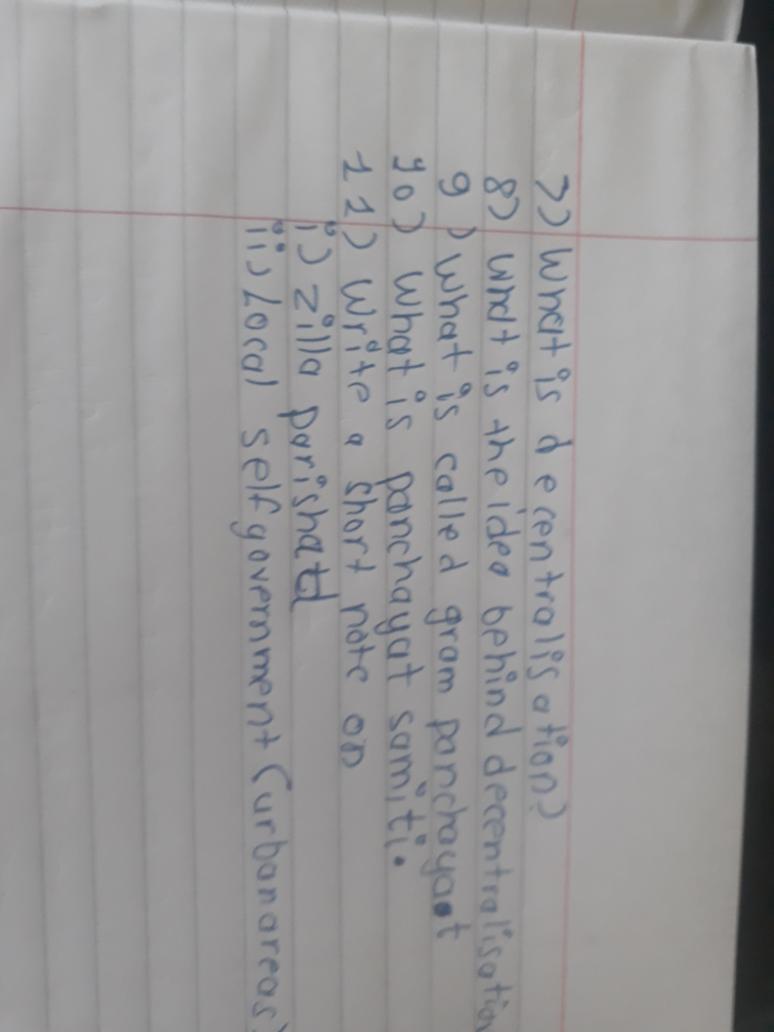 7) What is decentralisation?
8) What is the idea behind decentralisation
9) What is called gram panchayat
10) What is panchayat samiti.
11) Write a short note on
i) zilla parishad
ii) Local self government (urban areas)